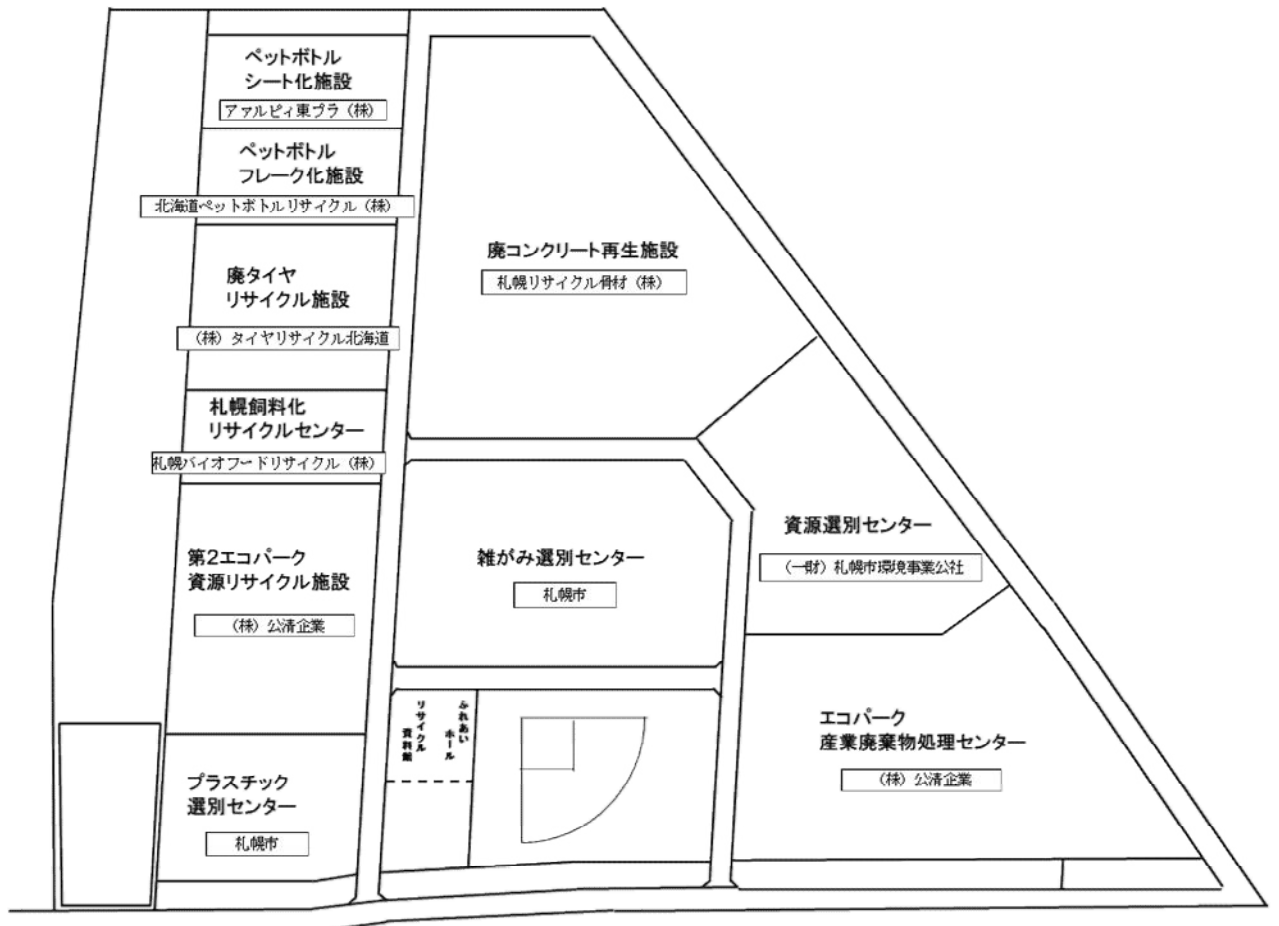 ペットボトル
シート化施設
アァルピィ東プラ（株）
ペットボトル
フレーク化施設
北海道ペットボトルリサイクル（株）
廃タイヤ
リサイクル施設
（株）タイヤリサイクル北海道
札幌飼料化
リサイクルセンター
札幌バイオフードリサイクル（株）
第2エコパーク
資源リサイクル施設
（株）公清企業
プラスチック
選別センター
札幌市
廃コンクリート再生施設
札幌リサイクル骨材（株）
雑がみ選別センター
札幌市
ふれあい
ホール
リサイクル
資料館
資源選別センター
（一財）札幌市環境事業公社
エコパーク
産業廃棄物処理センター
（株）公清企業